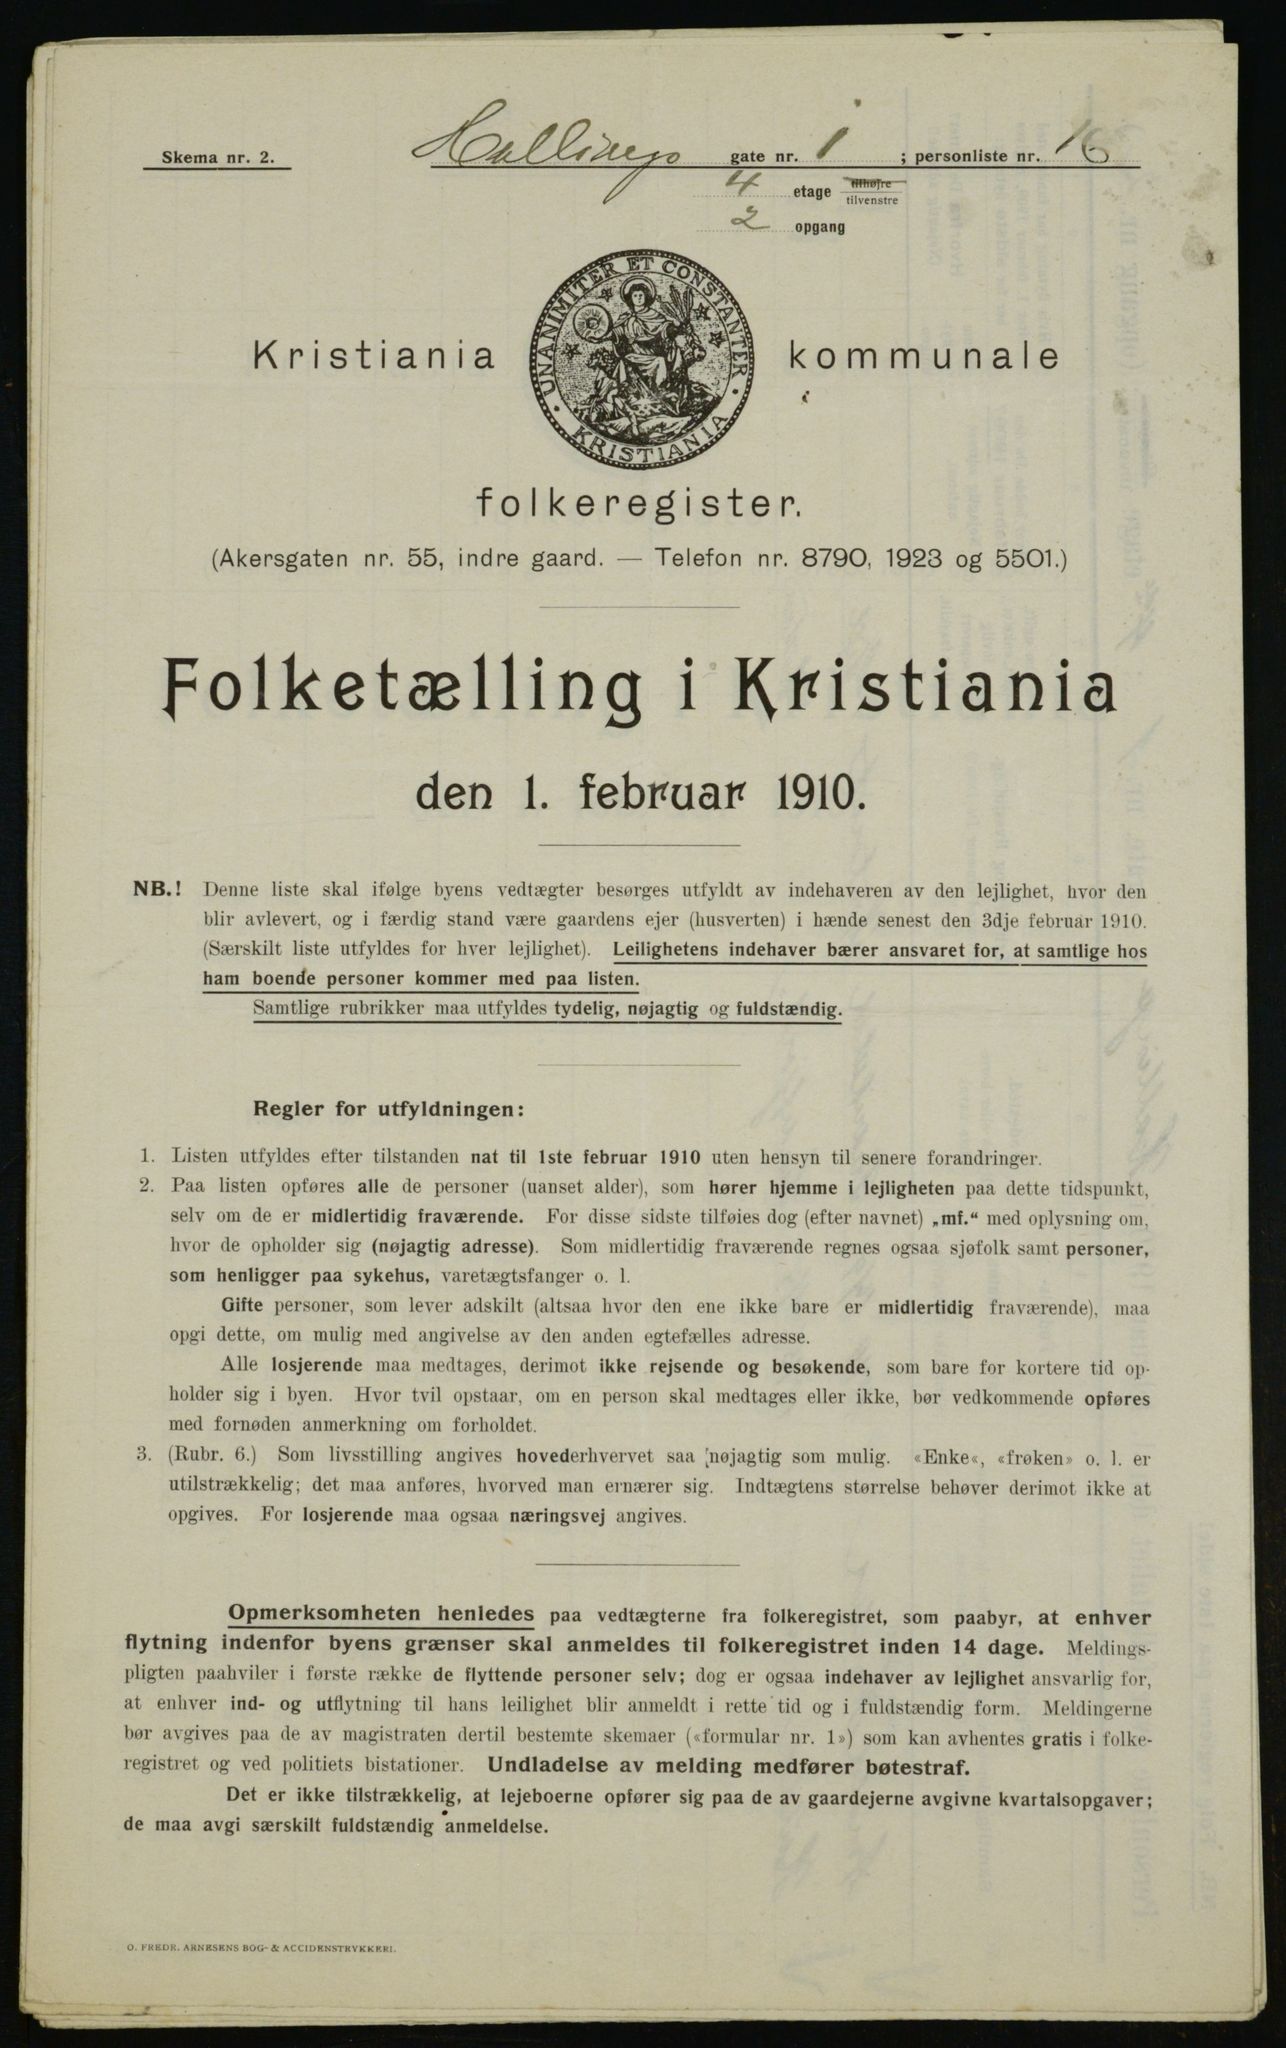 Skema nr. 2. Hallings gate nr. 1 ; personliste nr. 16
4 etage tilhøjre
tilvenstre
2 opgang
UNANIMITER ET CONSTANTER
KRISTIANIA
Kristiania kommunale
folkeregister.
(Akersgaten nr. 55, indre gaard. — Telefon nr. 8790, 1923 og 5501.)
Folketælling i Kristiania
den 1. februar 1910.
NB.! Denne liste skal ifølge byens vedtægter besørges utfyldt av indehaveren av den lejlighet, hvor den
blir avlevert, og i færdig stand være gaardens ejer (husverten) i hænde senest den 3dje februar 1910.
(Særskilt liste utfyldes for hver lejlighet). Leilighetens indehaver bærer ansvaret for, at samtlige hos
ham boende personer kommer med paa listen.
Samtlige rubrikker maa utfyldes tydelig, nøjagtig og fuldstændig.
Regler for utfyldningen:
1. Listen utfyldes efter tilstanden nat til 1ste februar 1910 uten hensyn til senere forandringer.
2. Paa listen opføres alle de personer (uanset alder), som hører hjemme i lejligheten paa dette tidspunkt,
selv om de er midlertidig fraværende. For disse sidste tilføies dog (efter navnet) „mf.“ med oplysning om,
hvor de opholder sig (nøjagtig adresse). Som midlertidig fraværende regnes ogsaa sjøfolk samt personer,
som henligger paa sykehus, varetægtsfanger o. l.
Gifte personer, som lever adskilt (altsaa hvor den ene ikke bare er midlertidig fraværende), maa
opgi dette, om mulig med angivelse av den anden egtefælles adresse.
Alle losjerende maa medtages, derimot ikke rejsende og besøkende, som bare for kortere tid op-
holder sig i byen. Hvor tvil opstaar, om en person skal medtages eller ikke, bør vedkommende opføres
med fornøden anmerkning om forholdet.
3. (Rubr. 6.) Som livsstilling angives hovederhvervet saa nøjagtig som mulig. «Enke«, «frøken» o. l. er
utilstrækkelig; det maa anføres, hvorved man ernærer sig. Indtægtens størrelse behøver derimot ikke at
opgives. For losjerende maa ogsaa næringsvej angives.
Opmerksomheten henledes paa vedtægterne fra folkeregistret, som paabyr, at enhver
flytning indenfor byens grænser skal anmeldes til folkeregistret inden 14 dage. Meldings-
pligten paahviler i første række de flyttende personer selv; dog er ogsaa indehaver av lejlighet ansvarlig for,
at enhver ind- og utflytning til hans leilighet blir anmeldt i rette tid og i fuldstændig form. Meldingerne
bør avgives paa de av magistraten dertil bestemte skemaer («formular nr. 1») som kan avhentes gratis i folke-
registret og ved politiets bistationer. Undladelse av melding medfører bøtestraf.
Det er ikke tilstrækkelig, at lejeboerne opfører sig paa de av gaardejerne avgivne kvartalsopgaver;
de maa avgi særskilt fuldstændig anmeldelse.
O. FREDR. ARNESENS BOG- & ACCIDENSTRYKKERI.